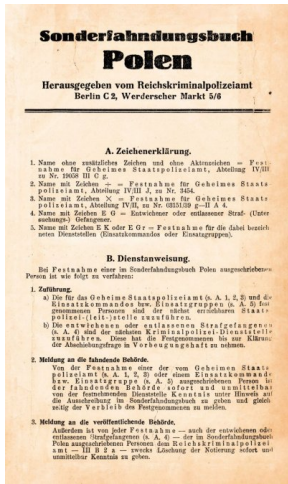 Sonderfahndungsbuch
Polen
Herausgegeben vom Reichskriminalpolizeiamt
Berlin C 2, Werderscher Markt 5/6
A. Zeichenerklärung.
1. Name ohne zusätzliches Zeichen und ohne Aktenzeichen = Fest-
nahme für Geheimes Staatspolizeiamt, Abteilung IV/III
zu Nr. 19058 III C g.
2. Name mit Zeichen + = Festnahme für Geheimes Staats
polizeiamt, Abteilung IV/III J, zu Nr. 3454.
3. Name mit Zeichen × = Festnahme für Geheimes Staats
polizeiamt, Abteilung IV/II, zu Nr. 63151/39 g—II A 4.
4. Name mit Zeichen E G = Entwichener oder entlassener Straf- (Unter
suchungs-) Gefangener.
5. Name mit Zeichen E K oder E Gr = Festnahme für die dabei bezeich
neten Dienststellen (Einsatzkommandos oder Einsatzgruppen).
B. Dienstanweisung.
Bei Festnahme einer im Sonderfahndungsbuch Polen ausgeschriebenen
Person ist wie folgt zu verfahren:
1. Zuführung.
a) Die für das Geheime Staatspolizeiamt (s. A. 1, 2, 3) und die
Einsatzkommandos bzw. Einsatzgruppen (s. A. 5) fest
genommenen Personen sind der nächst erreichbaren Staats
polizei-(leit-)stelle zuzuführen.
b) Die entwichenen oder entlassenen Strafgefangenen
(s. A. 4) sind der nächsten Kriminalpolizei-Dienststelle
zuzuführen. Diese hat die Festgenommenen bis zur Klärung
der Abschiebungsfrage in Vorbeugungshaft zu nehmen.
2. Meldung an die fahndende Behörde.
Von der Festnahme einer der vom Geheimen Staats
polizeiamt (s. A. 1, 2, 3) oder einem Einsatzkommando
bzw. Einsatzgruppe (s. A. 5) ausgeschriebenen Person ist
der fahndenden Behörde sofort und unmittelbar
von der festnehmenden Dienststelle Kenntnis unter Hinweis auf
die Ausschreibung im Sonderfahndungsbuch zu geben und gleich
zeitig der Verbleib des Festgenommenen zu melden.
3. Meldung an die veröffentlichende Behörde.
Außerdem ist von jeder Festnahme — auch der entwichenen oder
entlassenen Strafgefangenen (s. A. 4) — der im Sonderfahndungsbuch
Polen ausgeschriebenen Personen dem Reichskriminalpolizei
amt — III B 2 a — zwecks Löschung der Notierung sofort und
unmittelbar Kenntnis zu geben.